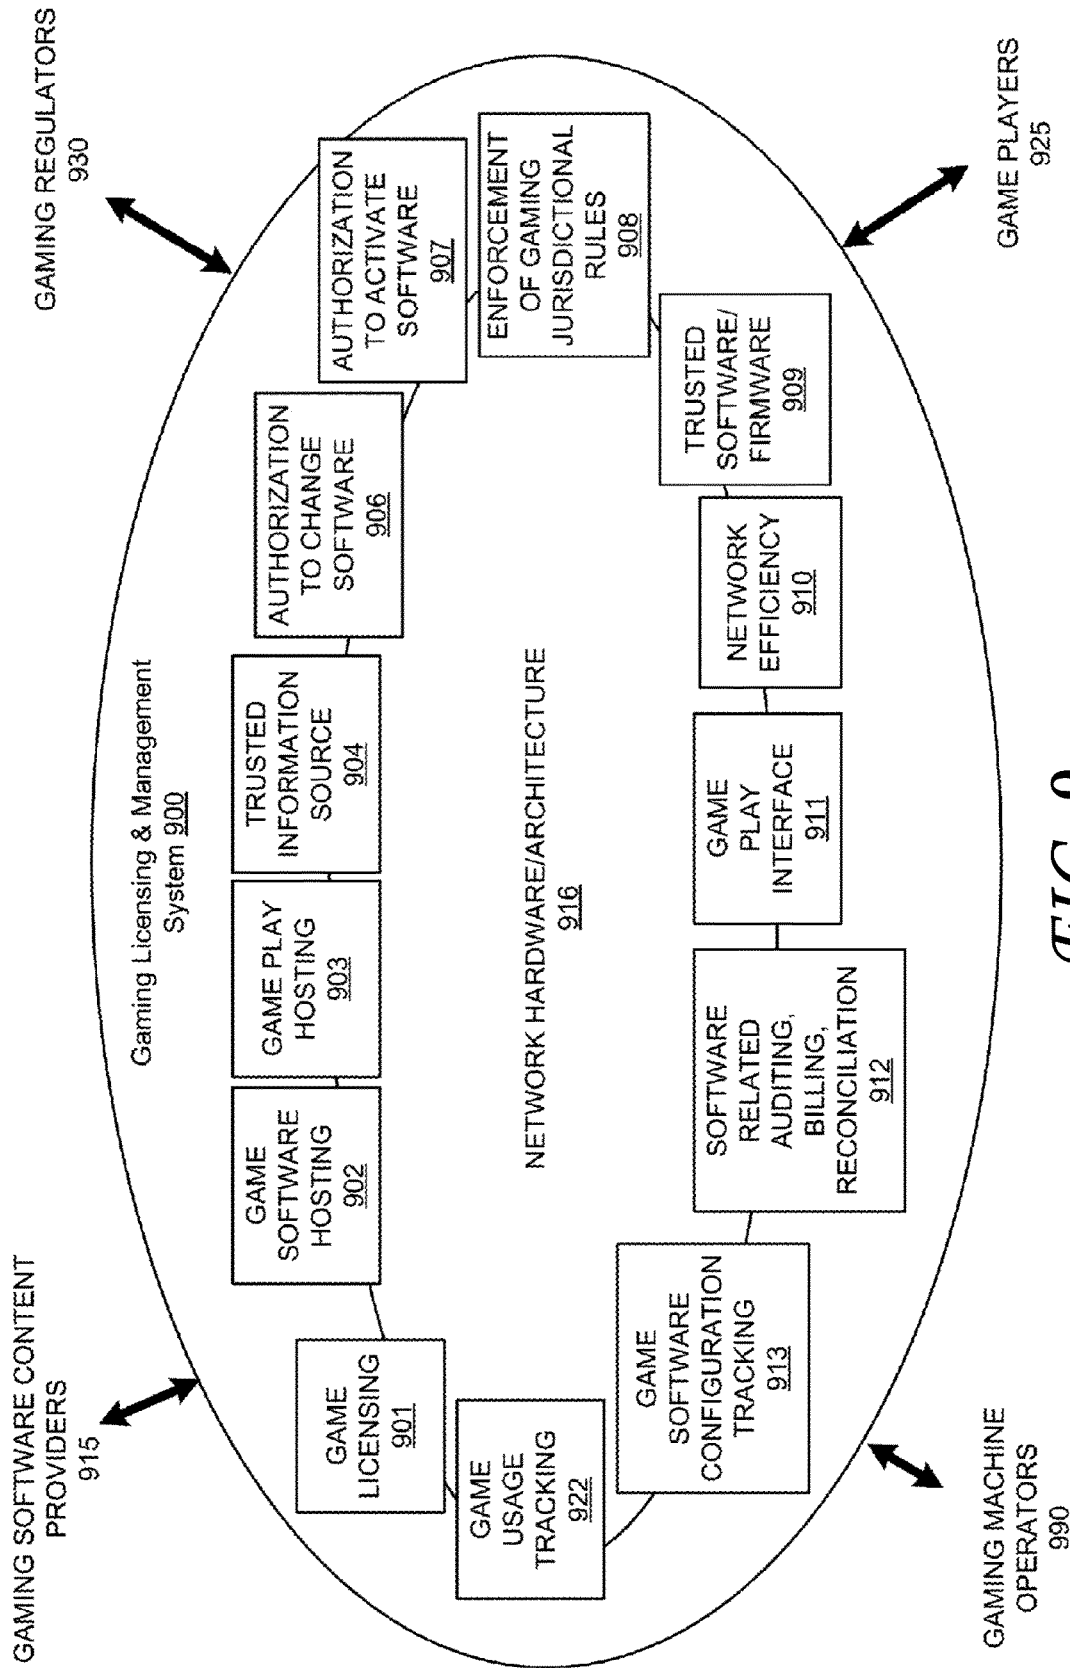 GAMING SOFTWARE CONTENT
PROVIDERS
915
GAMING REGULATORS
930
Gaming Licensing & Management
System 900
GAME
LICENSING
901
GAME
SOFTWARE
HOSTING
902
GAME PLAY
HOSTING
903
TRUSTED
INFORMATION
SOURCE
904
AUTHORIZATION
TO CHANGE
SOFTWARE
906
AUTHORIZATION
TO ACTIVATE
SOFTWARE
907
ENFORCEMENT
OF GAMING
JURISDICTIONAL
RULES
908
NETWORK HARDWARE/ARCHITECTURE
916
GAME
USAGE
TRACKING
922
GAME
SOFTWARE
CONFIGURATION
TRACKING
913
SOFTWARE
RELATED
AUDITING,
BILLING,
RECONCILIATION
912
GAME
PLAY
INTERFACE
911
NETWORK
EFFICIENCY
910
TRUSTED
SOFTWARE/
FIRMWARE
909
GAMING MACHINE
OPERATORS
990
GAME PLAYERS
925